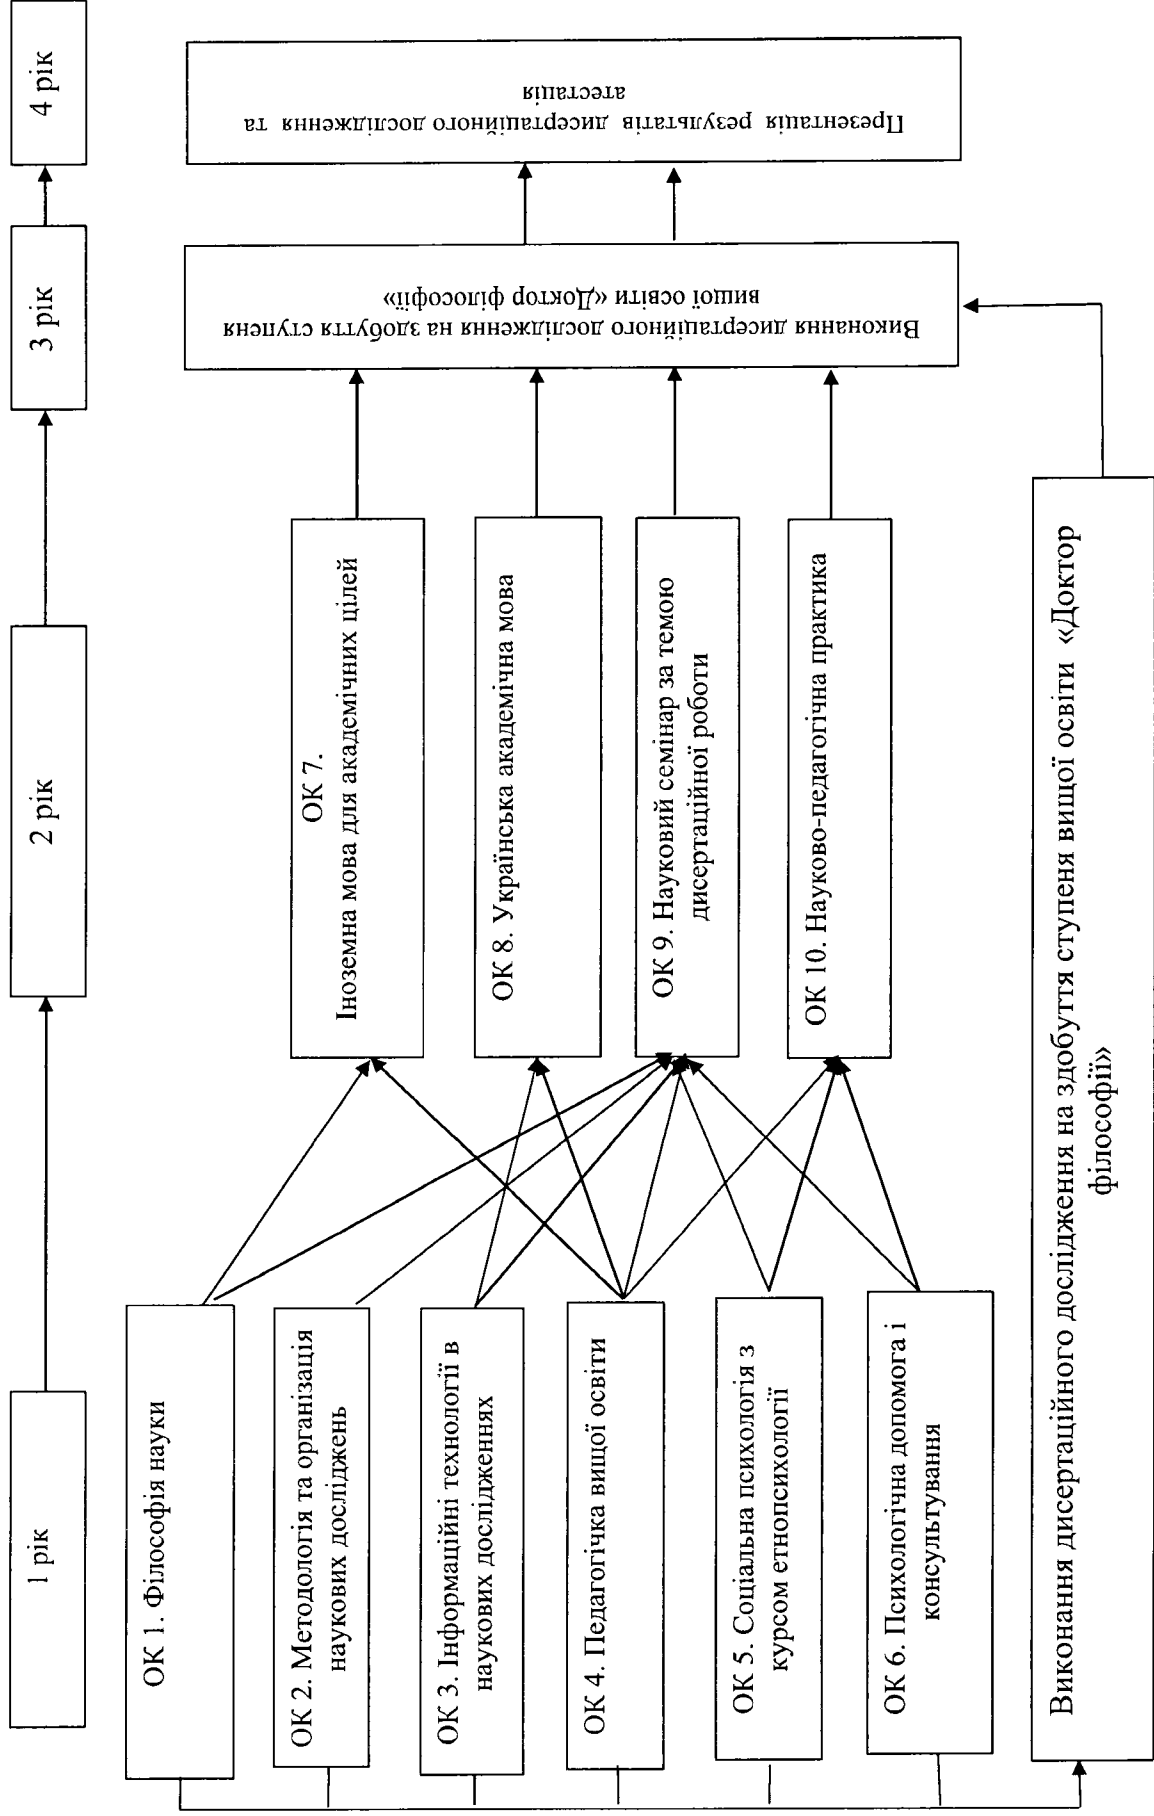 1 рік
2 рік
3 рік
4 рік
ОК 1. Філософія науки
ОК 2. Методологія та організація
наукових досліджень
ОК 3. Інформаційні технології в
наукових дослідженнях
ОК 4. Педагогічка вищої освіти
ОК 5. Соціальна психологія з
курсом етнопсихології
ОК 6. Психологічна допомога і
консультування
ОК 7.
Іноземна мова для академічних цілей
ОК 8. Українська академічна мова
ОК 9. Науковий семінар за темою
дисертаційної роботи
ОК 10. Науково-педагогічна практика
Виконання дисертаційного дослідження на здобуття ступеня
вищої освіти «Доктор філософії»
Презентація результатів дисертаційного дослідження та
атестація
Виконання дисертаційного дослідження на здобуття ступеня вищої освіти «Доктор
філософії»